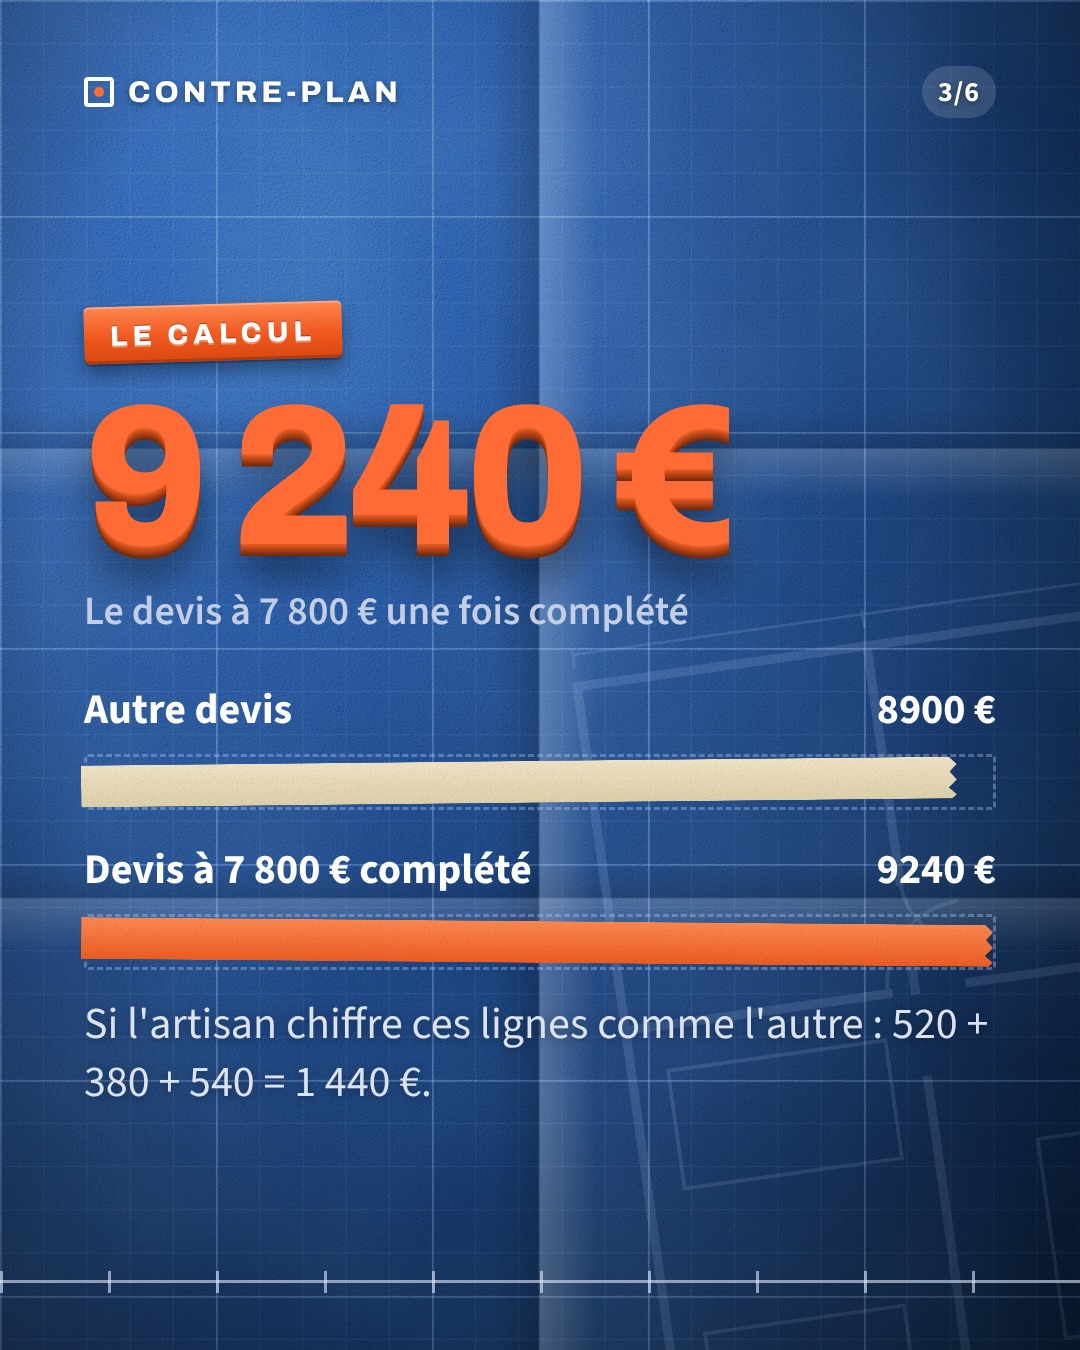 CONTRE-PLAN
3/6
LE CALCUL
9 240 €
Le devis à 7 800 € une fois complété
Autre devis 8900 €
Devis à 7 800 € complété 9240 €
Si l'artisan chiffre ces lignes comme l'autre : 520 +
380 + 540 = 1 440 €.